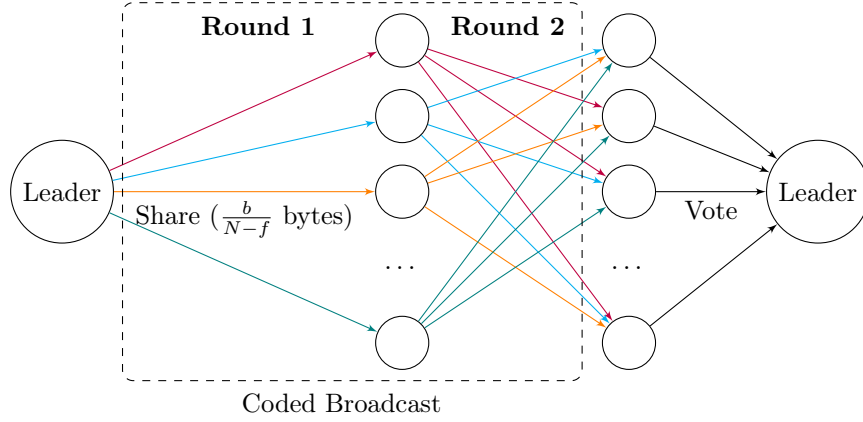 Round 1
Round 2
Leader
Share ($\frac{b}{N-f}$ bytes)
Vote
Leader
...
...
Coded Broadcast